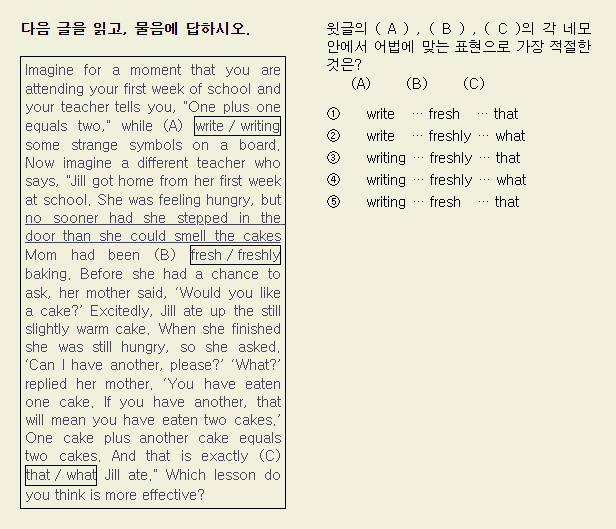 다음 글을 읽고, 물음에 답하시오.
Imagine for a moment that you are
attending your first week of school and
your teacher tells you, "One plus one
equals two," while (A) write / writing
some strange symbols on a board.
Now imagine a different teacher who
says, "Jill got home from her first week
at school. She was feeling hungry, but
no sooner had she stepped in the
door than she could smell the cakes
Mom had been (B) fresh / freshly
baking. Before she had a chance to
ask, her mother said, ‘Would you like
a cake?’ Excitedly, Jill ate up the still
slightly warm cake. When she finished
she was still hungry, so she asked.
‘Can I have another, please?’ ‘What?’
replied her mother. ‘You have eaten
one cake. If you have another, that
will mean you have eaten two cakes.’
One cake plus another cake equals
two cakes. And that is exactly (C)
that / what Jill ate." Which lesson do
you think is more effective?
윗글의 ( A ) , ( B ) , ( C )의 각 네모
안에서 어법에 맞는 표현으로 가장 적절한
것은?
(A) (B) (C)
① write … fresh … that
② write … freshly … what
③ writing … freshly … that
④ writing … freshly … what
⑤ writing … fresh … that